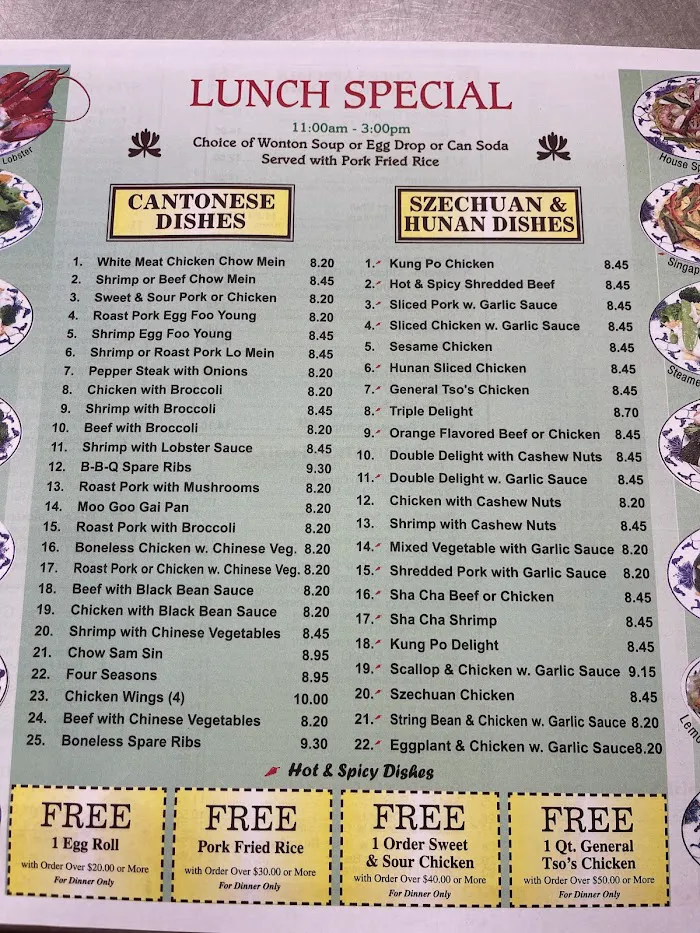 LUNCH SPECIAL
11:00am - 3:00pm
Choice of Wonton Soup or Egg Drop or Can Soda
Served with Pork Fried Rice
CANTONESE
DISHES
1. White Meat Chicken Chow Mein 8.20
2. Shrimp or Beef Chow Mein 8.45
3. Sweet & Sour Pork or Chicken 8.20
4. Roast Pork Egg Foo Young 8.20
5. Shrimp Egg Foo Young 8.45
6. Shrimp or Roast Pork Lo Mein 8.45
7. Pepper Steak with Onions 8.20
8. Chicken with Broccoli 8.20
9. Shrimp with Broccoli 8.45
10. Beef with Broccoli 8.20
11. Shrimp with Lobster Sauce 8.45
12. B-B-Q Spare Ribs 9.30
13. Roast Pork with Mushrooms 8.20
14. Moo Goo Gai Pan 8.20
15. Roast Pork with Broccoli 8.20
16. Boneless Chicken w. Chinese Veg. 8.20
17. Roast Pork or Chicken w. Chinese Veg. 8.20
18. Beef with Black Bean Sauce 8.20
19. Chicken with Black Bean Sauce 8.20
20. Shrimp with Chinese Vegetables 8.45
21. Chow Sam Sin 8.95
22. Four Seasons 8.95
23. Chicken Wings (4) 10.00
24. Beef with Chinese Vegetables 8.20
25. Boneless Spare Ribs 9.30
SZECHUAN &
HUNAN DISHES
1. Kung Po Chicken 8.45
2. Hot & Spicy Shredded Beef 8.45
3. Sliced Pork w. Garlic Sauce 8.45
4. Sliced Chicken w. Garlic Sauce 8.45
5. Sesame Chicken 8.45
6. Hunan Sliced Chicken 8.45
7. General Tso's Chicken 8.45
8. Triple Delight 8.70
9. Orange Flavored Beef or Chicken 8.45
10. Double Delight with Cashew Nuts 8.45
11. Double Delight w. Garlic Sauce 8.45
12. Chicken with Cashew Nuts 8.20
13. Shrimp with Cashew Nuts 8.45
14. Mixed Vegetable with Garlic Sauce 8.20
15. Shredded Pork with Garlic Sauce 8.20
16. Sha Cha Beef or Chicken 8.45
17. Sha Cha Shrimp 8.45
18. Kung Po Delight 8.45
19. Scallop & Chicken w. Garlic Sauce 9.15
20. Szechuan Chicken 8.45
21. String Bean & Chicken w. Garlic Sauce 8.20
22. Eggplant & Chicken w. Garlic Sauce 8.20
Hot & Spicy Dishes
FREE
1 Egg Roll
with Order Over $20.00 or More
For Dinner Only
FREE
Pork Fried Rice
with Order Over $30.00 or More
For Dinner Only
FREE
1 Order Sweet
& Sour Chicken
with Order Over $40.00 or More
For Dinner Only
FREE
1 Qt. General
Tso's Chicken
with Order Over $50.00 or More
For Dinner Only
Lobster
House